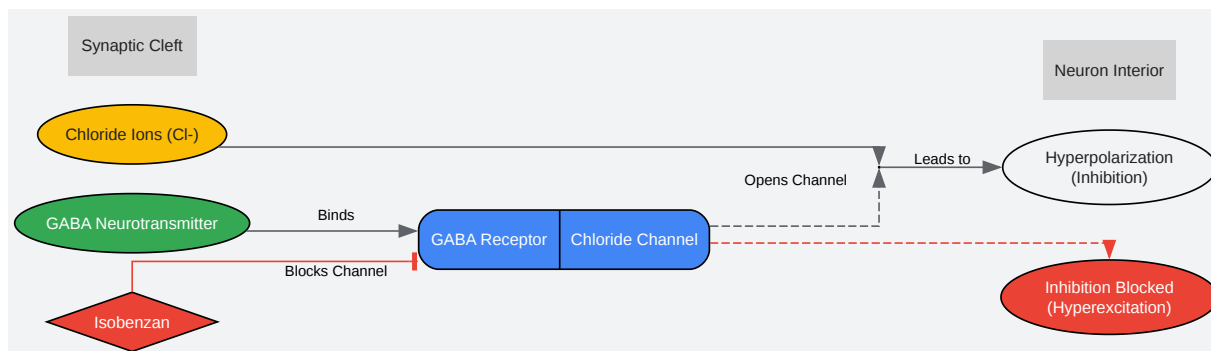 Synaptic Cleft
Neuron Interior
Chloride Ions (Cl-)
Hyperpolarization
(Inhibition)
Leads to
Opens Channel
GABA Neurotransmitter
Binds
GABA Receptor
Chloride Channel
Blocks Channel
Inhibition Blocked
(Hyperexcitation)
Isobenzan